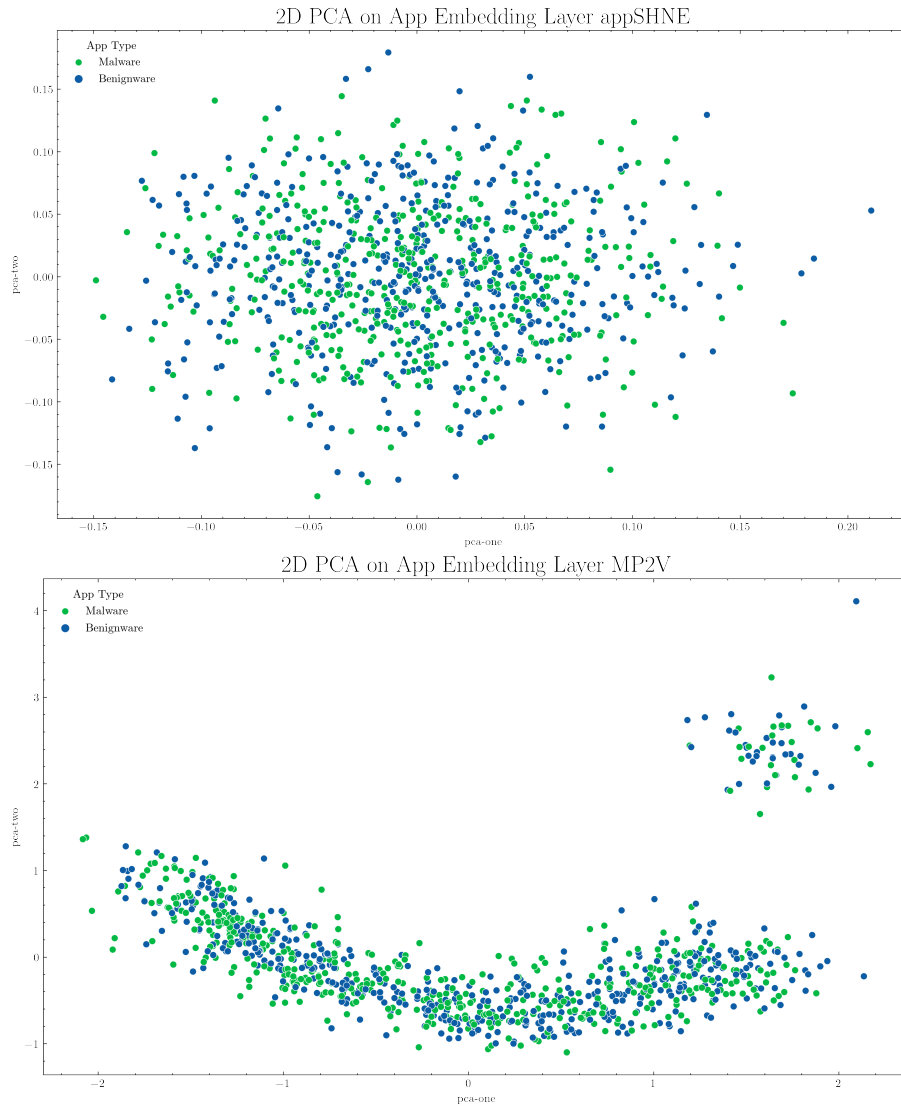 2D PCA on App Embedding Layer appSHNE
App Type
Malware
Benignware
0.15
0.10
0.05
0.00
−0.05
−0.10
−0.15
pca-two
−0.15 −0.10 −0.05 0.00 0.05 0.10 0.15 0.20
pca-one
2D PCA on App Embedding Layer MP2V
App Type
Malware
Benignware
4
3
2
1
0
−1
pca-two
−2 −1 0 1 2
pca-one